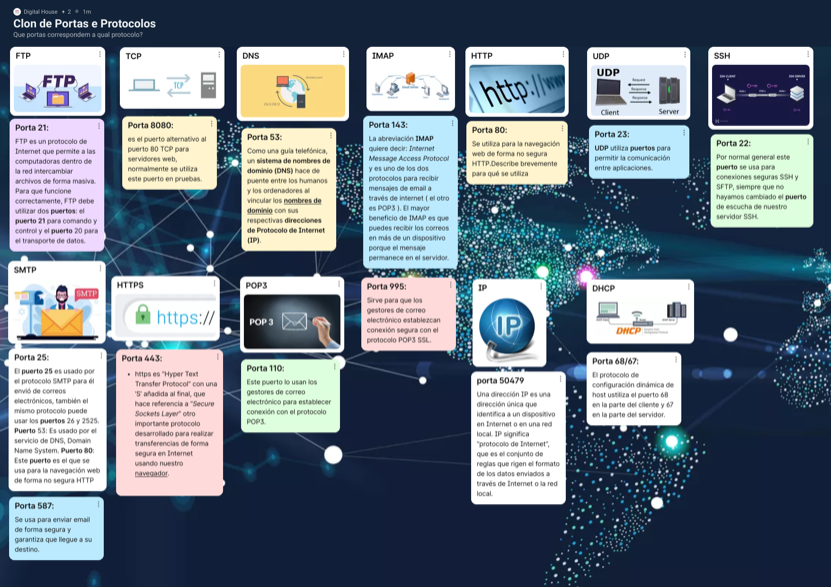 Digital House • 2 1m
Clon de Portas e Protocolos
Que portas correspondem a qual protocolo?
FTP
FTP
Porta 21:
FTP es un protocolo de
Internet que permite a las
computadoras dentro de
la red intercambiar
archivos de forma masiva.
Para que funcione
correctamente, FTP debe
utilizar dos puertos: el
puerto 21 para comando y
control y el puerto 20 para
el transporte de datos.
TCP
TCP
Porta 8080:
es el puerto alternativo al
puerto 80 TCP para
servidores web,
normalmente se utiliza
este puerto en pruebas.
DNS
Porta 53:
Como una guía telefónica,
un sistema de nombres de
dominio (DNS) hace de
puente entre los humanos
y los ordenadores al
vincular los nombres de
dominio con sus
respectivas direcciones
de Protocolo de Internet
(IP).
IMAP
Porta 143:
La abreviación IMAP
quiere decir: Internet
Message Access Protocol
y es uno de los dos
protocolos para recibir
mensajes de email a
través de internet ( el otro
es POP3 ). El mayor
beneficio de IMAP es que
puedes recibir los correos
en más de un dispositivo
porque el mensaje
permanece en el servidor.
HTTP
http://www
Porta 80:
Se utiliza para la navegación
web de forma no segura
HTTP.Describe brevemente
para qué se utiliza
UDP
UDP
Request
Response
Response
Response
Client
Server
Porta 23:
UDP utiliza puertos para
permitir la comunicación
entre aplicaciones.
SSH
SSH CLIENT
SSH SERVER
Porta 22:
Por normal general este
puerto se usa para
conexiones seguras SSH y
SFTP, siempre que no
hayamos cambiado el puerto
de escucha de nuestro
servidor SSH.
SMTP
SMTP
Porta 25:
El puerto 25 es usado por
el protocolo SMTP para él
envió de correos
electrónicos, también el
mismo protocolo puede
usar los puertos 26 y 2525.
Puerto 53: Es usado por el
servicio de DNS, Domain
Name System. Puerto 80:
Este puerto es el que se
usa para la navegación web
de forma no segura HTTP
Porta 587:
Se usa para enviar email
de forma segura y
garantiza que llegue a su
destino.
HTTPS
https://
Porta 443:
• https es "Hyper Text
Transfer Protocol" con una
'S' añadida al final, que
hace referencia a "Secure
Sockets Layer" otro
importante protocolo
desarrollado para realizar
transferencias de forma
segura en Internet
usando nuestro
navegador.
POP3
POP 3
Porta 110:
Este puerto lo usan los
gestores de correo
electrónico para establecer
conexión con el protocolo
POP3.
Porta 995:
Sirve para que los
gestores de correo
electrónico establezcan
conexión segura con el
protocolo POP3 SSL.
IP
IP
porta 50479
Una dirección IP es una
dirección única que
identifica a un dispositivo
en Internet o en una red
local. IP significa
"protocolo de Internet",
que es el conjunto de
reglas que rigen el formato
de los datos enviados a
través de Internet o la red
local.
DHCP
DHCP
Porta 68/67:
El protocolo de
configuración dinámica de
host ustiliza el puerto 68
en la parte del cliente y 67
en la parte del servidor.